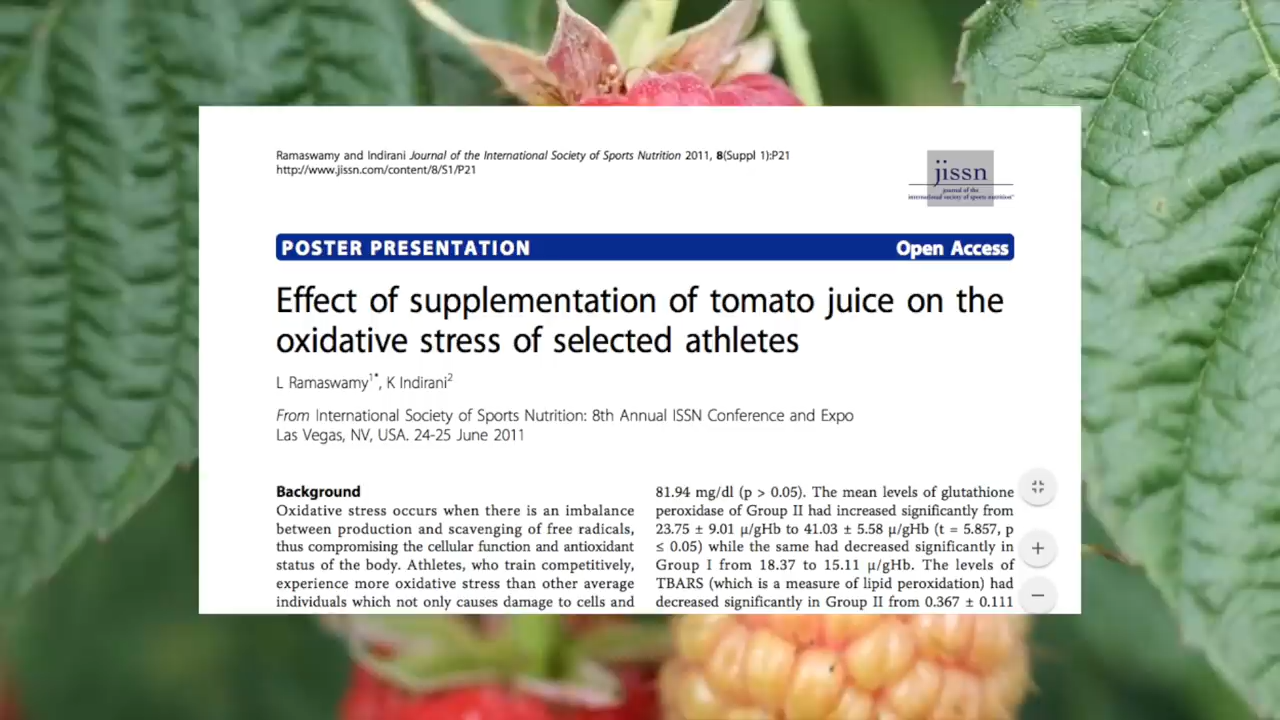 Ramaswamy and Indirani Journal of the International Society of Sports Nutrition 2011, 8(Suppl 1):P21
http://www.jissn.com/content/8/S1/P21
jissn
journal of the
international society of sports nutrition
POSTER PRESENTATION
Open Access
Effect of supplementation of tomato juice on the
oxidative stress of selected athletes
L Ramaswamy1*, K Indirani2
From International Society of Sports Nutrition: 8th Annual ISSN Conference and Expo
Las Vegas, NV, USA. 24-25 June 2011
Background
Oxidative stress occurs when there is an imbalance
between production and scavenging of free radicals,
thus compromising the cellular function and antioxidant
status of the body. Athletes, who train competitively,
experience more oxidative stress than other average
individuals which not only causes damage to cells and
81.94 mg/dl (p > 0.05). The mean levels of glutathione
peroxidase of Group II had increased significantly from
23.75 ± 9.01 μ/gHb to 41.03 ± 5.58 μ/gHb (t = 5.857, p
≤ 0.05) while the same had decreased significantly in
Group I from 18.37 to 15.11 μ/gHb. The levels of
TBARS (which is a measure of lipid peroxidation) had
decreased significantly in Group II from 0.367 ± 0.111